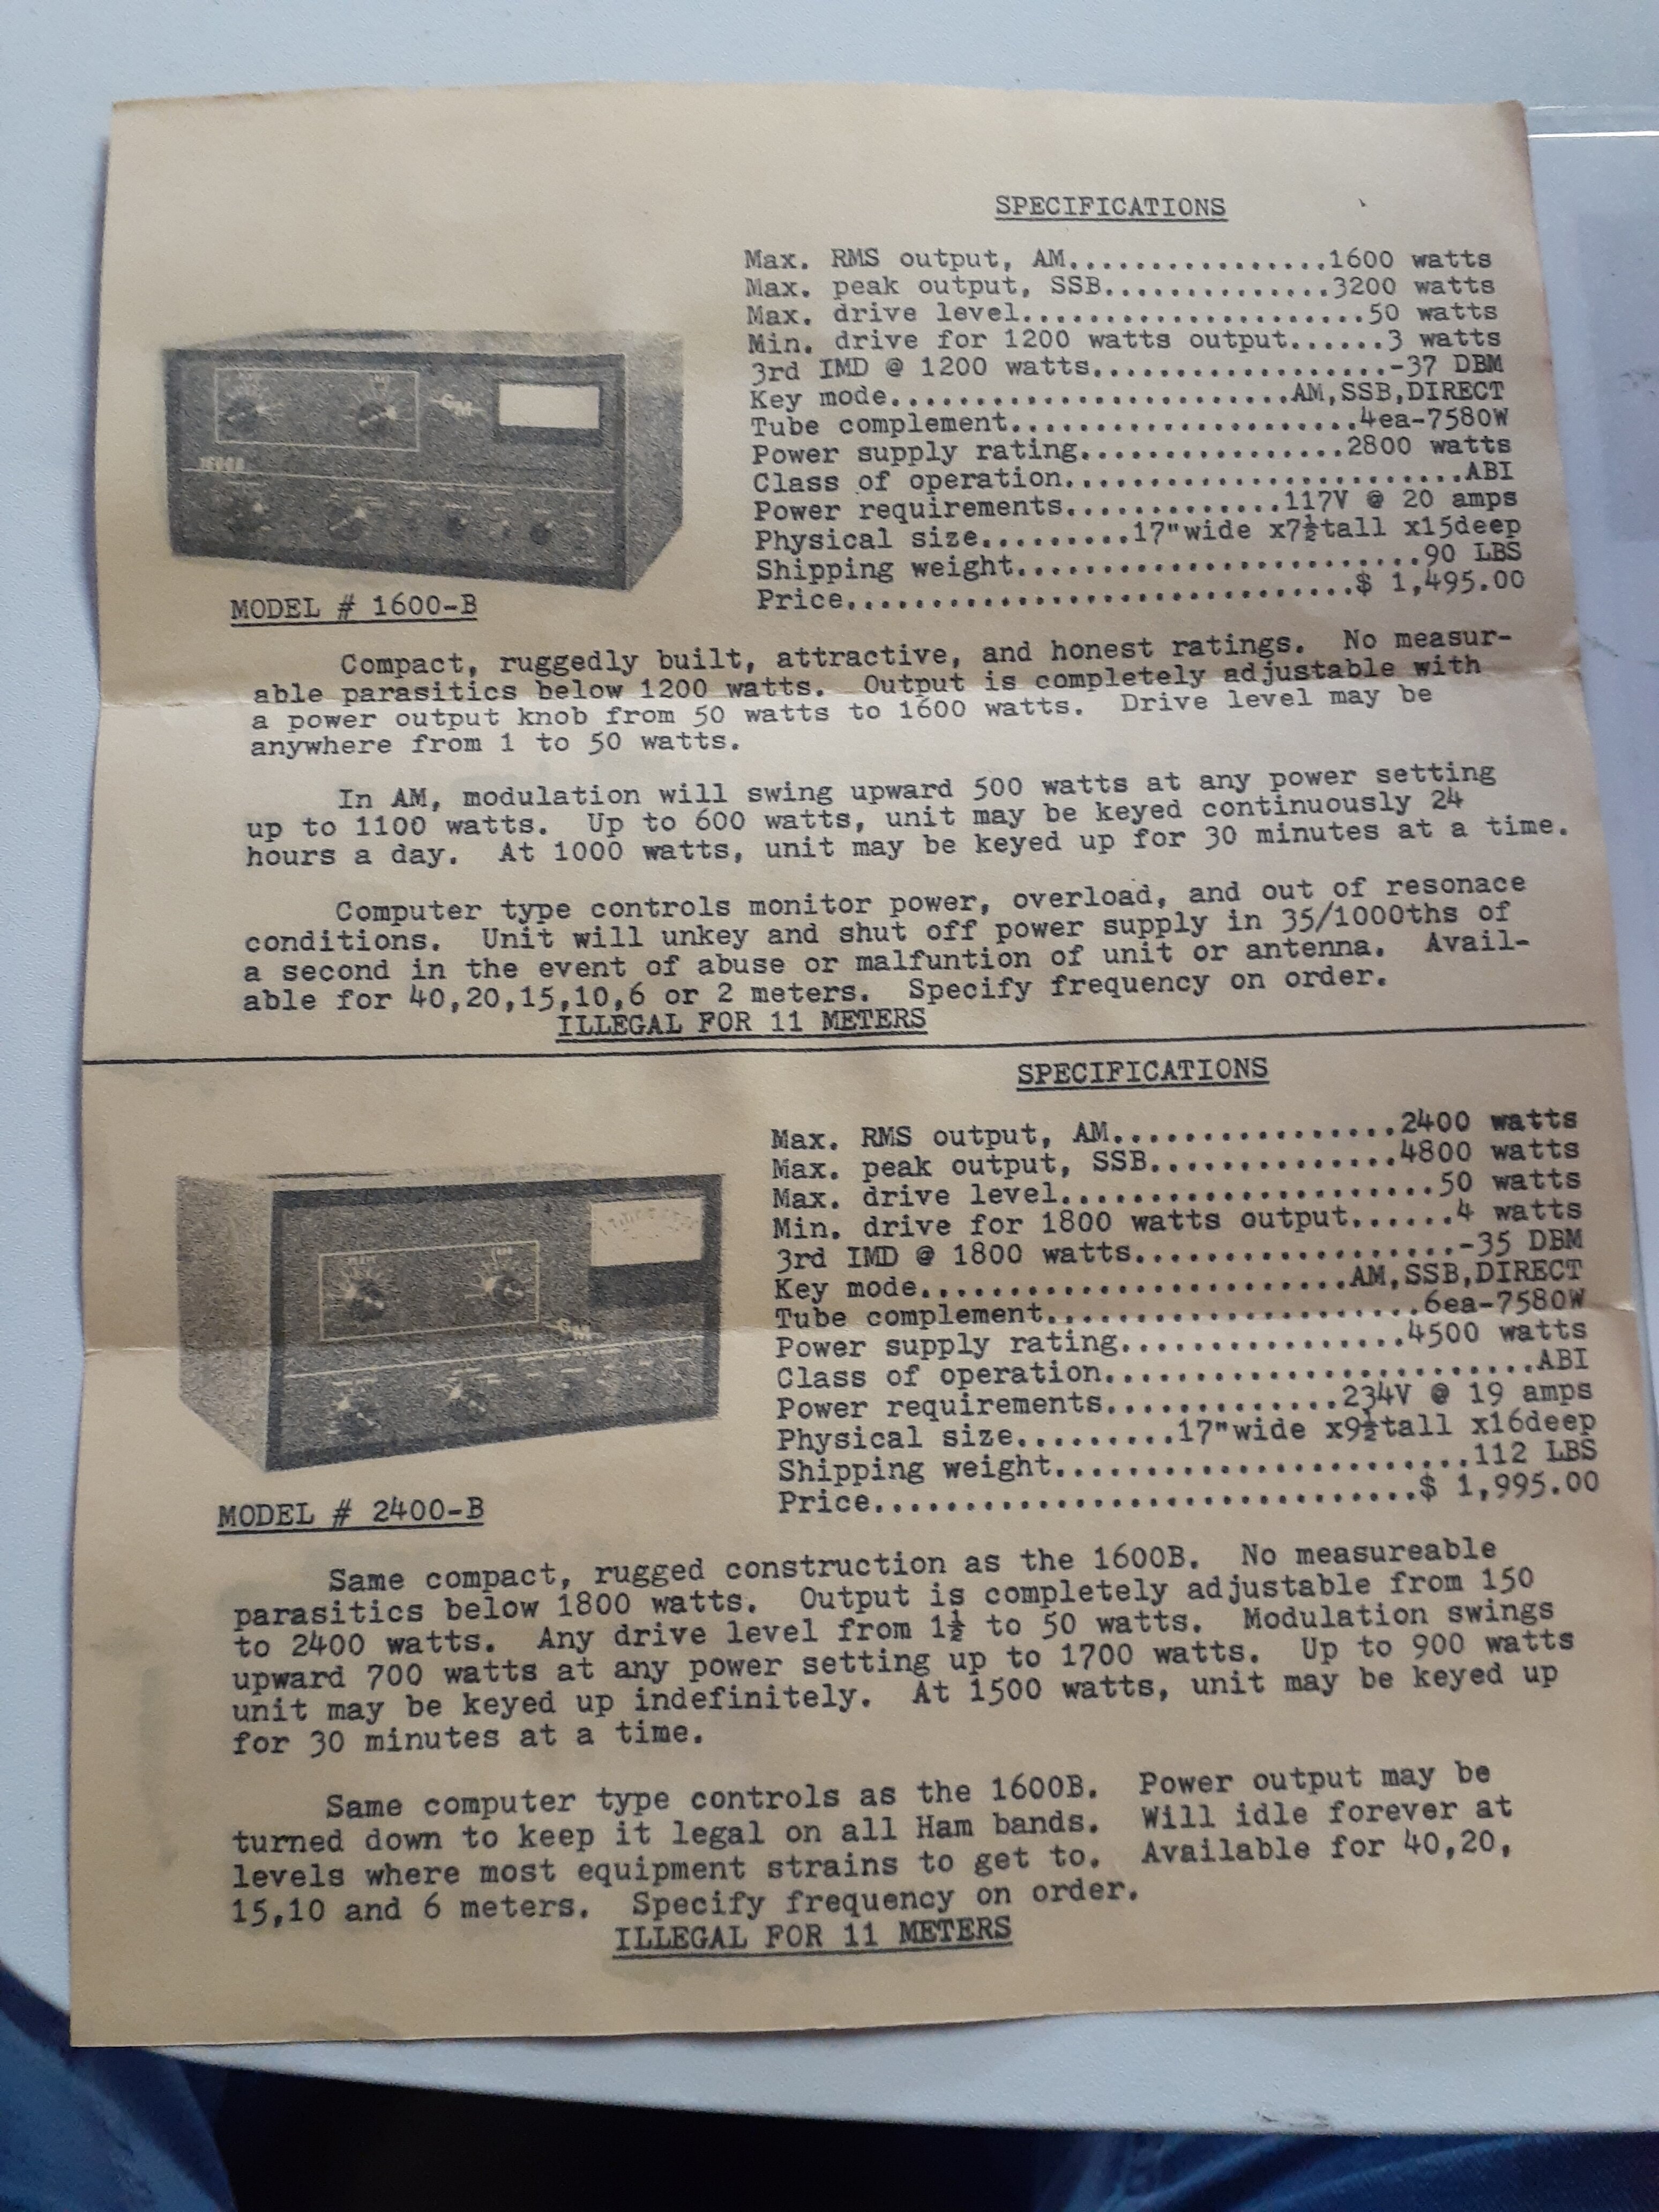 SPECIFICATIONS
Max. RMS output, AM................1600 watts
Max. peak output, SSB..............3200 watts
Max. drive level.....................50 watts
Min. drive for 1200 watts output......3 watts
3rd IMD @ 1200 watts..................-37 DBM
Key mode........................AM,SSB,DIRECT
Tube complement.....................4ea-7580W
Power supply rating................2800 watts
Class of operation........................ABI
Power requirements.............117V @ 20 amps
Physical size.........17"wide x7½tall x15deep
Shipping weight........................90 LBS
Price..............................$ 1,495.00
GM
1600B
MODEL # 1600-B
Compact, ruggedly built, attractive, and honest ratings. No measur-
able parasitics below 1200 watts. Output is completely adjustable with
a power output knob from 50 watts to 1600 watts. Drive level may be
anywhere from 1 to 50 watts.
In AM, modulation will swing upward 500 watts at any power setting
up to 1100 watts. Up to 600 watts, unit may be keyed continuously 24
hours a day. At 1000 watts, unit may be keyed up for 30 minutes at a time.
Computer type controls monitor power, overload, and out of resonace
conditions. Unit will unkey and shut off power supply in 35/1000ths of
a second in the event of abuse or malfuntion of unit or antenna. Avail-
able for 40,20,15,10,6 or 2 meters. Specify frequency on order.
ILLEGAL FOR 11 METERS
SPECIFICATIONS
Max. RMS output, AM................2400 watts
Max. peak output, SSB..............4800 watts
Max. drive level.....................50 watts
Min. drive for 1800 watts output......4 watts
3rd IMD @ 1800 watts..................-35 DBM
Key mode........................AM,SSB,DIRECT
Tube complement.....................6ea-7580W
Power supply rating................4500 watts
Class of operation........................ABI
Power requirements.............234V @ 19 amps
Physical size.........17"wide x9½tall x16deep
Shipping weight.......................112 LBS
Price..............................$ 1,995.00
GM
MODEL # 2400-B
Same compact, rugged construction as the 1600B. No measureable
parasitics below 1800 watts. Output is completely adjustable from 150
to 2400 watts. Any drive level from 1½ to 50 watts. Modulation swings
upward 700 watts at any power setting up to 1700 watts. Up to 900 watts
unit may be keyed up indefinitely. At 1500 watts, unit may be keyed up
for 30 minutes at a time.
Same computer type controls as the 1600B. Power output may be
turned down to keep it legal on all Ham bands. Will idle forever at
levels where most equipment strains to get to. Available for 40,20,
15,10 and 6 meters. Specify frequency on order.
ILLEGAL FOR 11 METERS